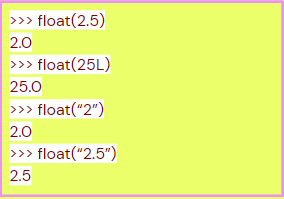 >>> float(2.5)
2.0
>>> float(25L)
25.0
>>> float(“2”)
2.0
>>> float(“2.5”)
2.5